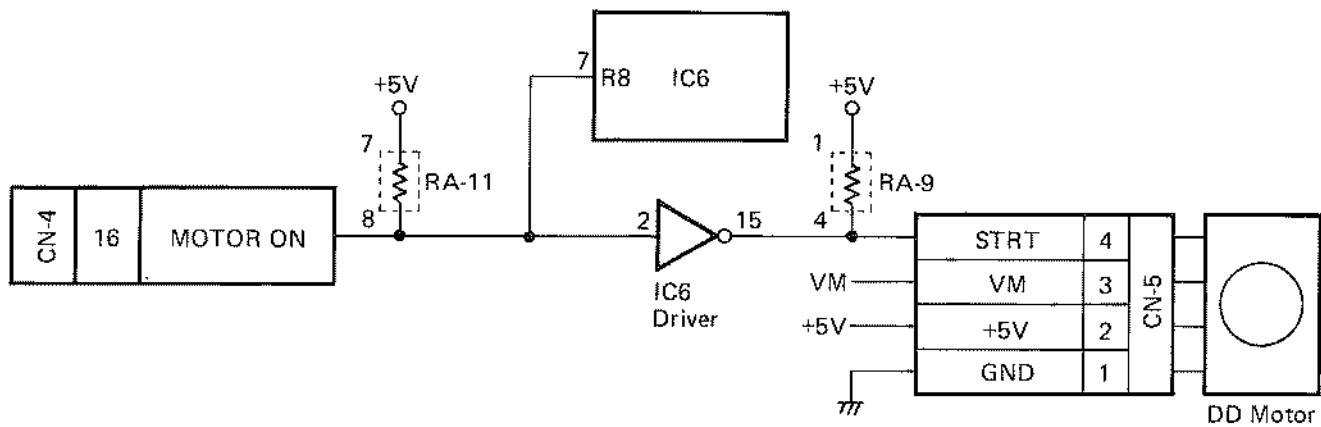 7
R8
IC6
+5V
+5V
7
RA-11
8
1
RA-9
4
CN-4
16
MOTOR ON
2
15
IC6
Driver
STRT
4
VM
VM
3
+5V
+5V
2
GND
1
CN-5
DD Motor